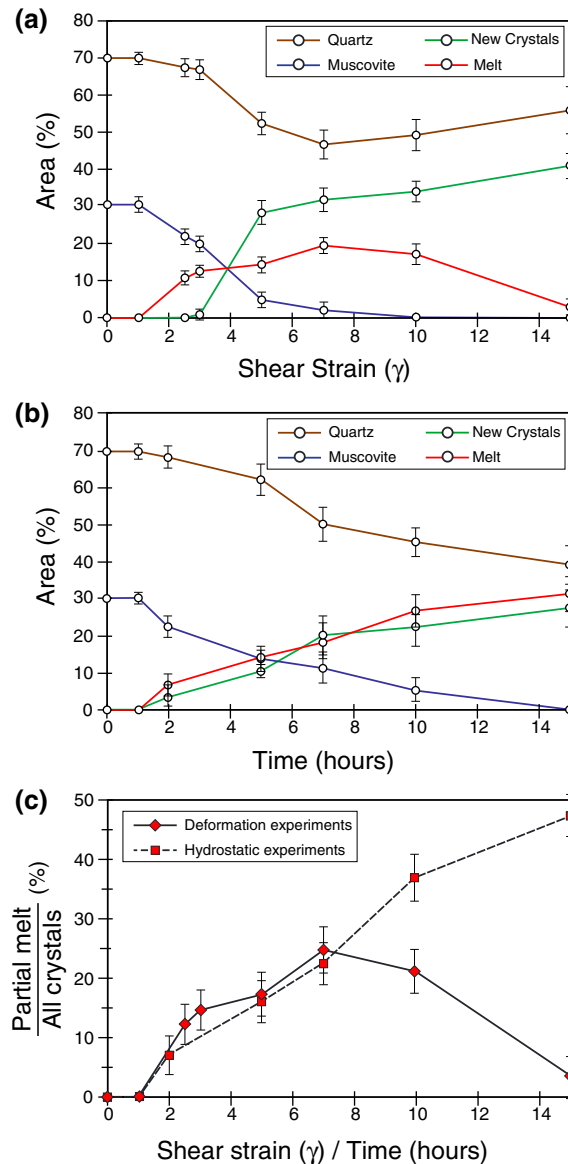 (a)
Quartz New Crystals
Muscovite Melt
Area (%)
80
70
60
50
40
30
20
10
0
0 2 4 6 8 10 12 14
Shear Strain (γ)
(b)
Quartz New Crystals
Muscovite Melt
Area (%)
80
70
60
50
40
30
20
10
0
0 2 4 6 8 10 12 14
Time (hours)
(c)
Deformation experiments
Hydrostatic experiments
Partial melt
All crystals
(%)
50
40
30
20
10
0
0 2 4 6 8 10 12 14
Shear strain (γ) / Time (hours)